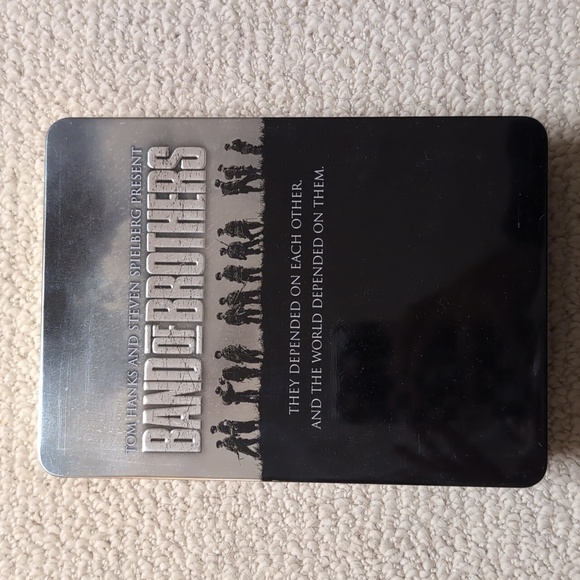 TOM HANKS AND STEVEN SPIELBERG PRESENT
BAND OF BROTHERS
THEY DEPENDED ON EACH OTHER.
AND THE WORLD DEPENDED ON THEM.